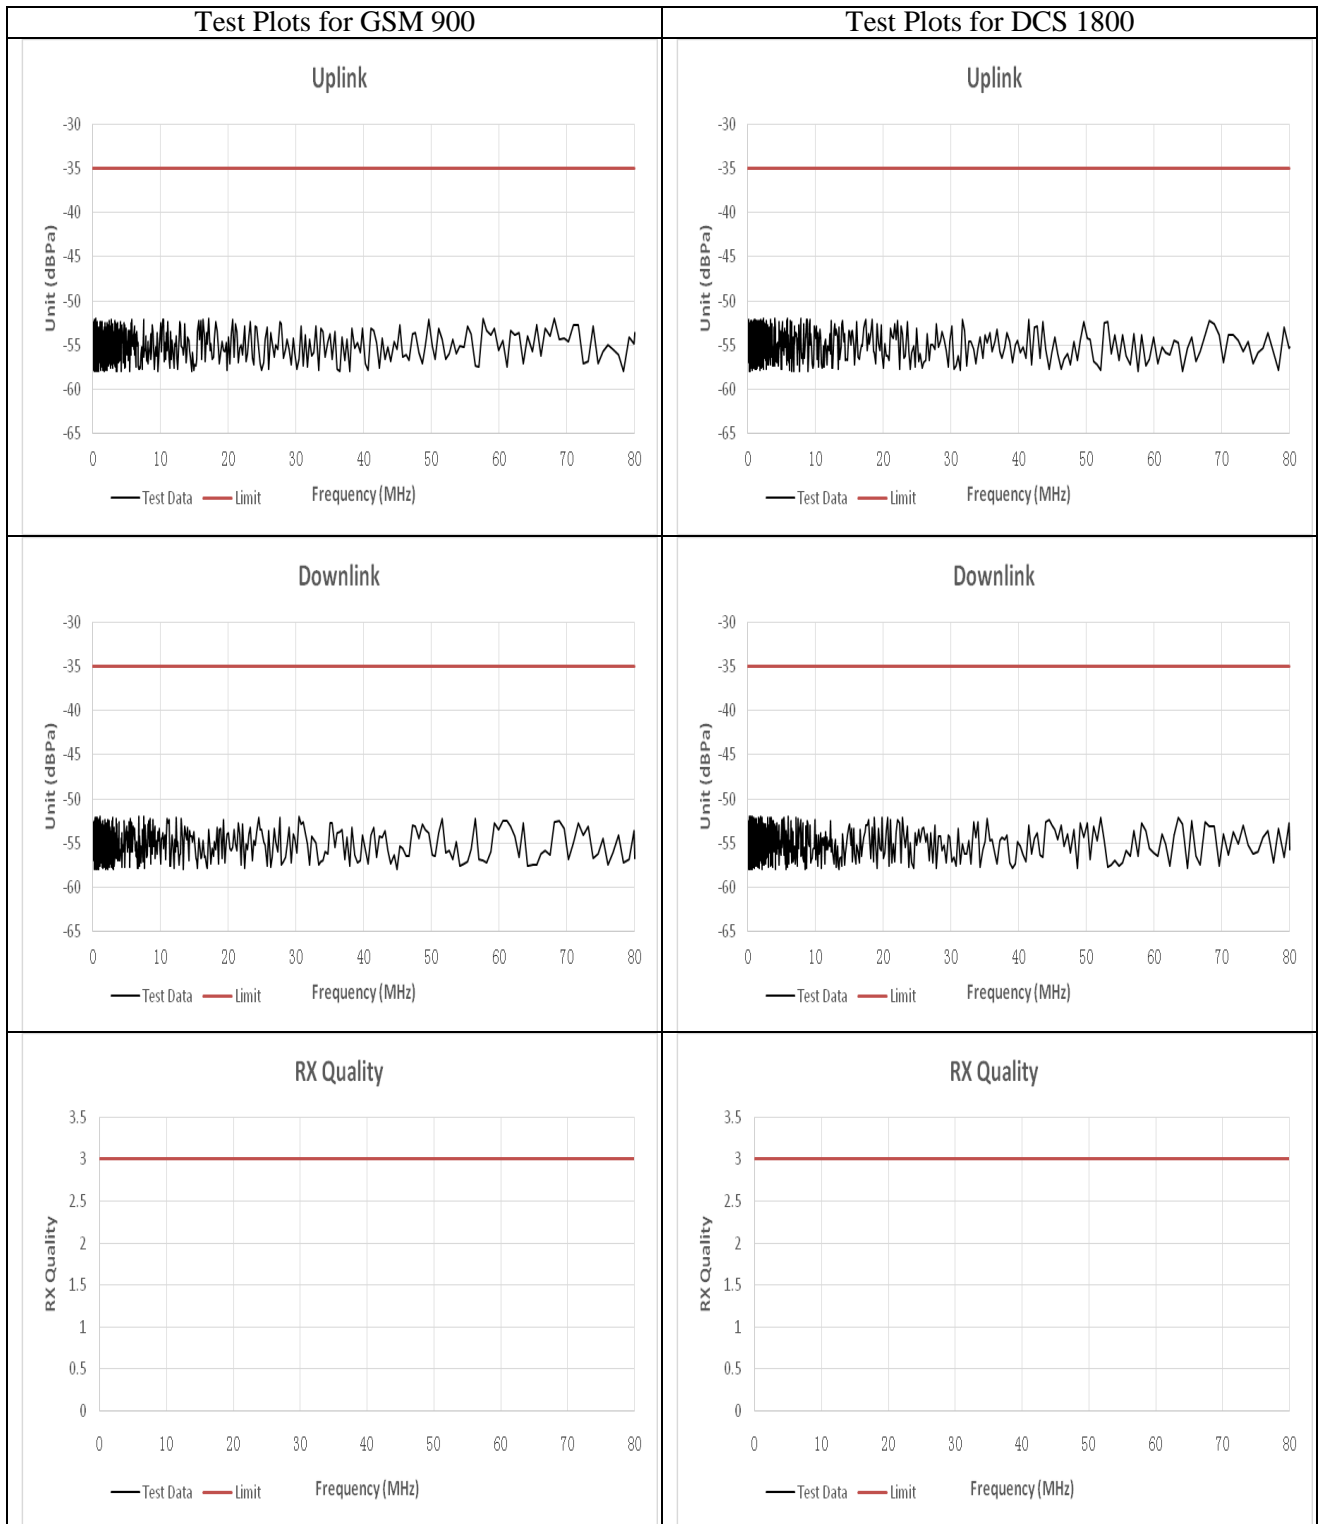 Test Plots for GSM 900
Test Plots for DCS 1800
Uplink
-30
-35
-40
-45
-50
-55
-60
-65
Unit (dBPa)
0 10 20 30 40 50 60 70 80
Test Data Limit Frequency (MHz)
Uplink
-30
-35
-40
-45
-50
-55
-60
-65
Unit (dBPa)
0 10 20 30 40 50 60 70 80
Test Data Limit Frequency (MHz)
Downlink
-30
-35
-40
-45
-50
-55
-60
-65
Unit (dBPa)
0 10 20 30 40 50 60 70 80
Test Data Limit Frequency (MHz)
Downlink
-30
-35
-40
-45
-50
-55
-60
-65
Unit (dBPa)
0 10 20 30 40 50 60 70 80
Test Data Limit Frequency (MHz)
RX Quality
3.5
3
2.5
2
1.5
1
0.5
0
RX Quality
0 10 20 30 40 50 60 70 80
Test Data Limit Frequency (MHz)
RX Quality
3.5
3
2.5
2
1.5
1
0.5
0
RX Quality
0 10 20 30 40 50 60 70 80
Test Data Limit Frequency (MHz)